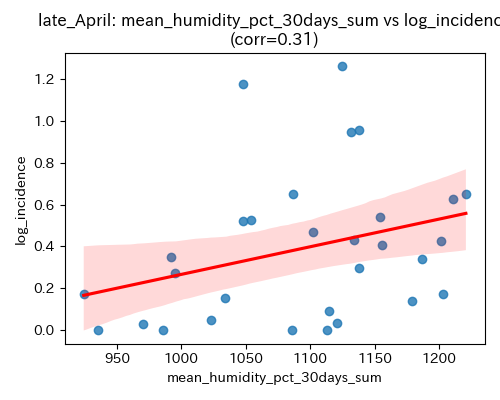 late_April: mean_humidity_pct_30days_sum vs log_incidenc
(corr=0.31)
1.2
1.0
0.8
0.6
0.4
0.2
0.0
log_incidence
950 1000 1050 1100 1150 1200
mean_humidity_pct_30days_sum